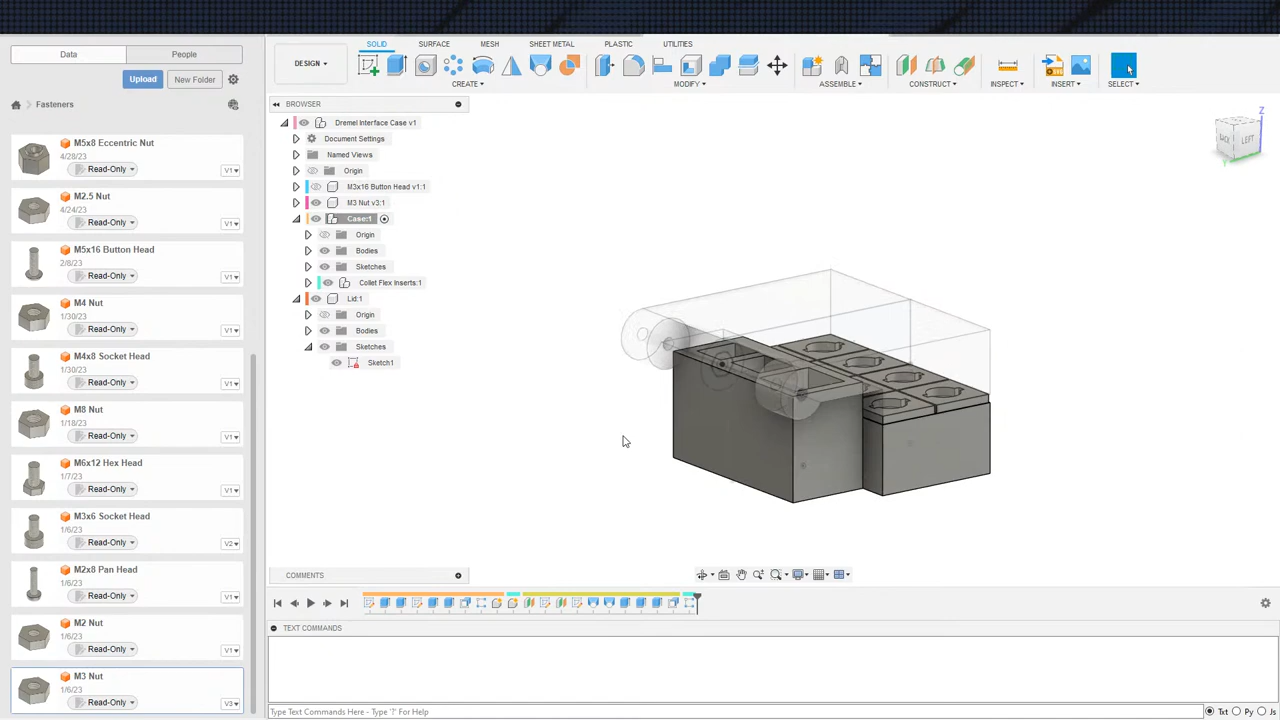 Data People
Upload New Folder
Fasteners
M5x8 Eccentric Nut
4/28/23
Read-Only V1
M2.5 Nut
4/24/23
Read-Only V1
M5x16 Button Head
2/8/23
Read-Only V1
M4 Nut
1/30/23
Read-Only V1
M4x8 Socket Head
1/30/23
Read-Only V1
M8 Nut
1/18/23
Read-Only V1
M6x12 Hex Head
1/7/23
Read-Only V1
M3x6 Socket Head
1/6/23
Read-Only V2
M2x8 Pan Head
1/6/23
Read-Only V1
M2 Nut
1/6/23
Read-Only V1
M3 Nut
1/6/23
Read-Only V3
SOLID SURFACE MESH SHEET METAL PLASTIC UTILITIES
DESIGN
CREATE MODIFY ASSEMBLE CONSTRUCT INSPECT INSERT SELECT
BROWSER
Dremel Interface Case v1
Document Settings
Named Views
Origin
M3x16 Button Head v1:1
M3 Nut v3:1
Case:1
Origin
Bodies
Sketches
Collet Flex Inserts:1
Lid:1
Origin
Bodies
Sketches
Sketch1
Z
BACK LEFT
Y
COMMENTS
TEXT COMMANDS
Type Text Commands Here - Type '?' For Help
Txt Py Js